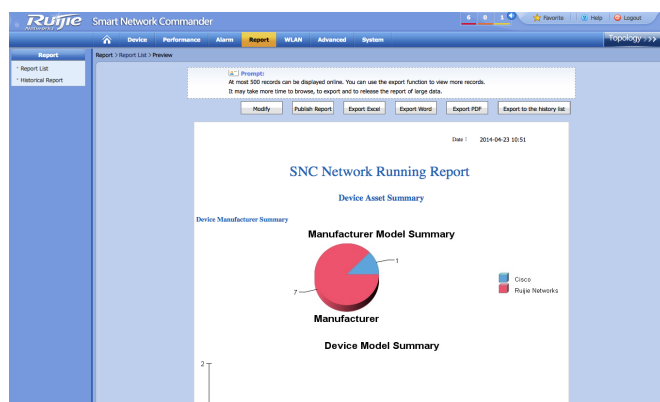 Ruijie Networks Smart Network Commander
6 0 1 Favorite Help Logout
Device Performance Alarm Report WLAN Advanced System Topology >>>
Report
Report List
Historical Report
Report > Report List > Preview
Prompt:
At most 500 records can be displayed online. You can use the export function to view more records.
It may take more time to browse, to export and to release the report of large data.
Modify Publish Report Export Excel Export Word Export PDF Export to the history list
Date : 2014-04-23 10:51
SNC Network Running Report
Device Asset Summary
Device Manufacturer Summary
Manufacturer Model Summary
1
7
Cisco
Ruijie Networks
Manufacturer
Device Model Summary
2